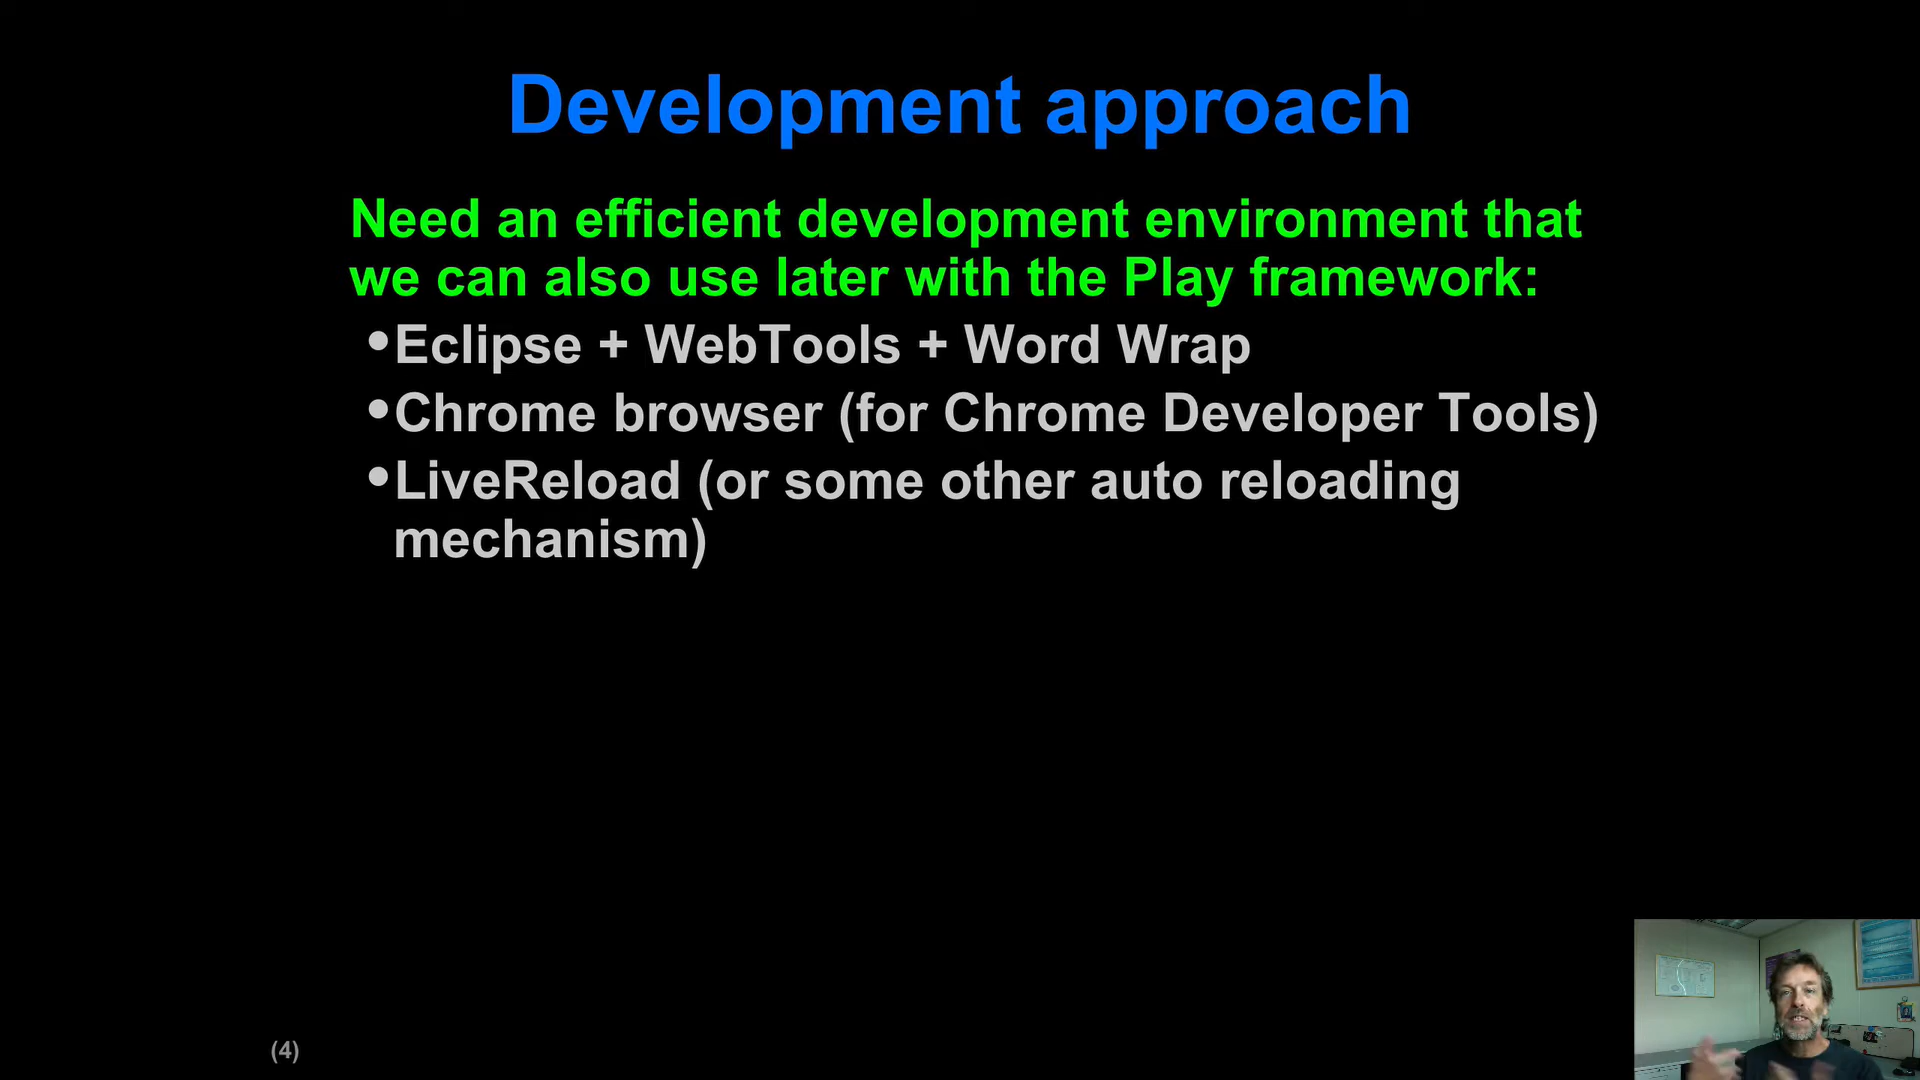 Development approach
Need an efficient development environment that
we can also use later with the Play framework:
•Eclipse + WebTools + Word Wrap
•Chrome browser (for Chrome Developer Tools)
•LiveReload (or some other auto reloading
mechanism)
(4)